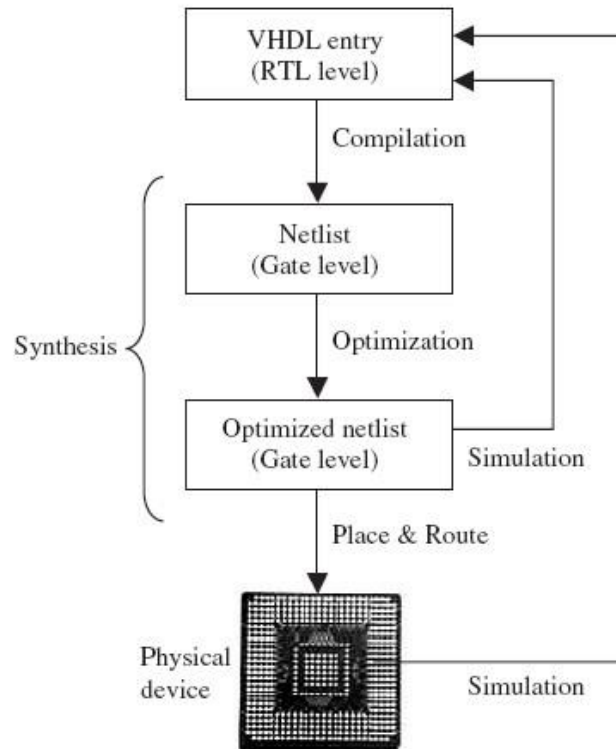 VHDL entry
(RTL level)
Compilation
Netlist
(Gate level)
Synthesis
Optimization
Optimized netlist
(Gate level)
Simulation
Place & Route
Physical
device
Simulation